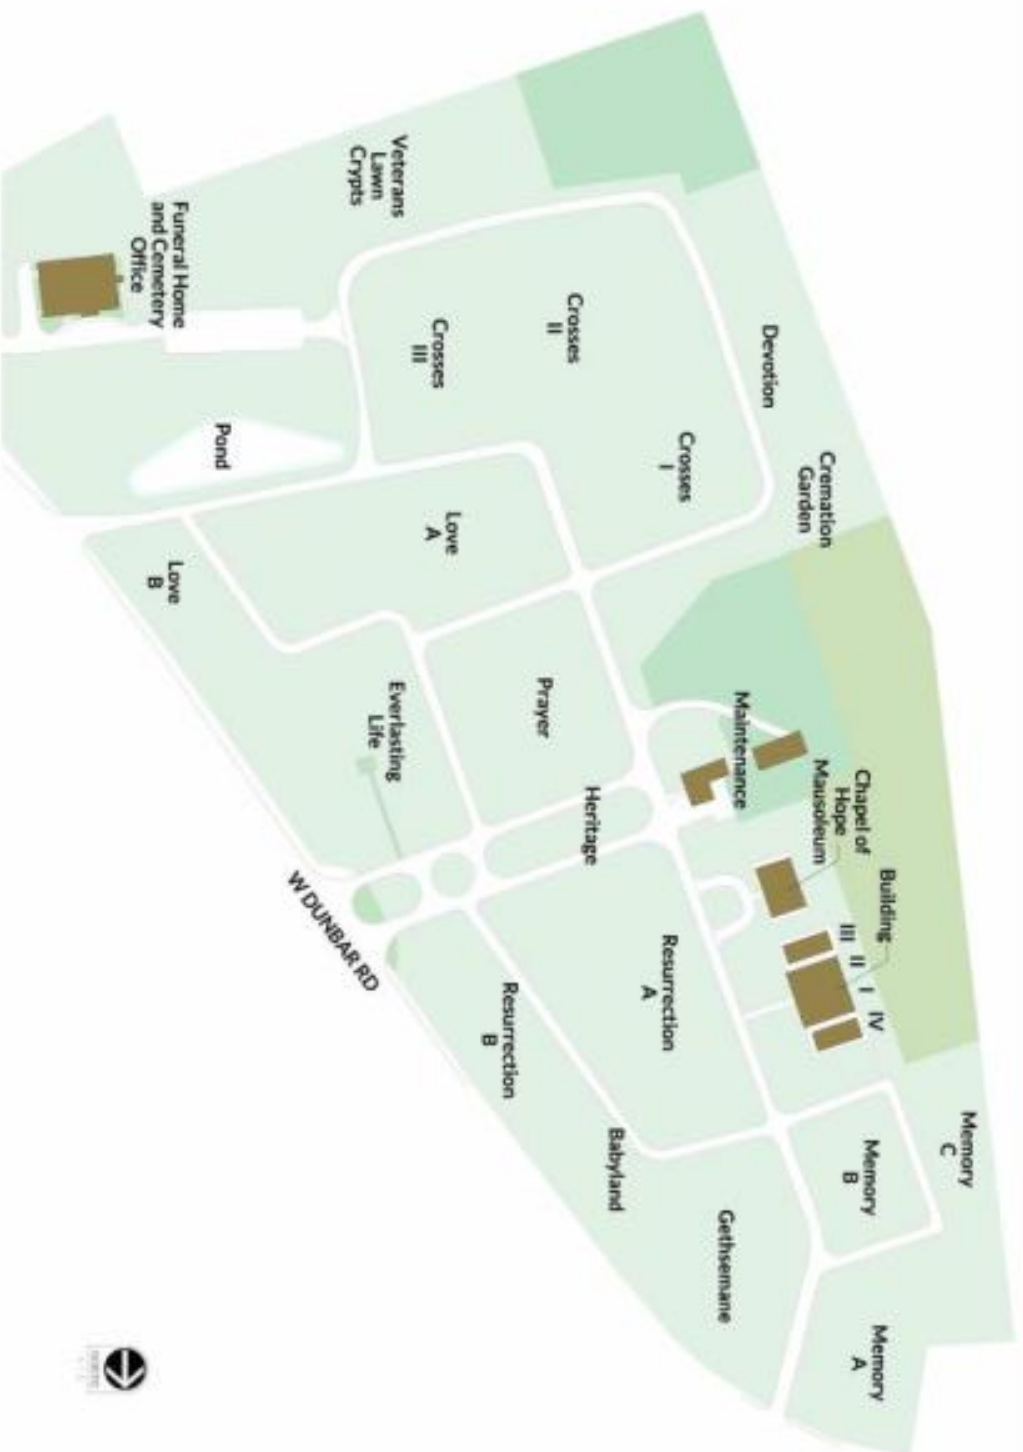 Memory
C
Memory
A
Memory
B
Building
III II I IV
Chapel of
Hope
Mausoleum
Cremation
Garden
Devotion
Maintenance
Gethsemane
Crosses
I
Resurrection
A
Babyland
Heritage
Crosses
II
Prayer
Resurrection
B
Crosses
III
Love
A
Everlasting
Life
Veterans
Lawn
Crypts
W DUNBAR RD
Pond
Funeral Home
and Cemetery
Office
Love
B